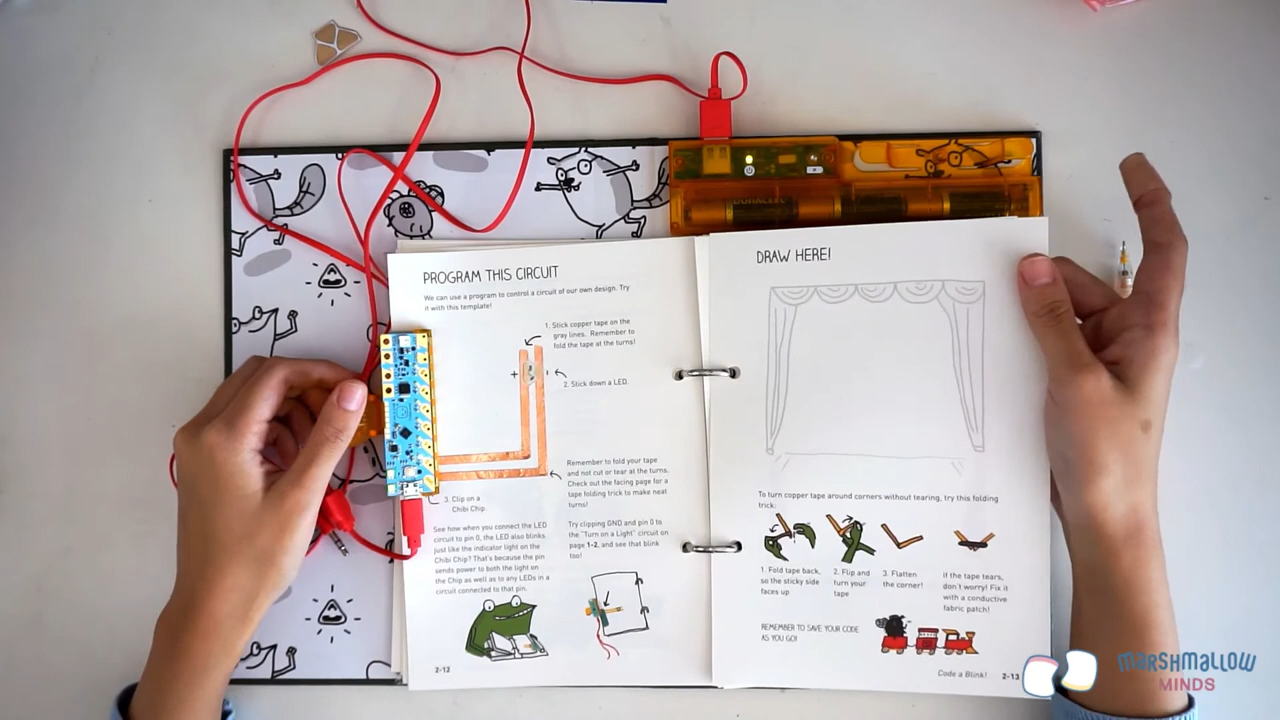 DURACELL
PROGRAM THIS CIRCUIT
We can use a program to control a circuit of our own design. Try
it with this template!
1. Stick copper tape on the
gray lines. Remember to
fold the tape at the turns!
+
-
2. Stick down a LED.
Remember to fold your tape
and not cut or tear at the turns.
Check out the facing page for a
tape folding trick to make neat
turns!
3. Clip on a
Chibi Chip.
See how when you connect the LED
circuit to pin 0, the LED also blinks
just like the indicator light on the
Chibi Chip? That's because the pin
sends power to both the light on
the Chip as well as to any LEDs in a
circuit connected to that pin.
Try clipping GND and pin 0 to
the "Turn on a Light" circuit on
page 1-2, and see that blink
too!
2-12
DRAW HERE!
To turn copper tape around corners without tearing, try this folding
trick:
1. Fold tape back,
so the sticky side
faces up
2. Flip and
turn your
tape
3. Flatten
the corner!
If the tape tears,
don't worry! Fix it
with a conductive
fabric patch!
REMEMBER TO SAVE YOUR CODE
AS YOU GO!
Code a Blink!
2-13
MARSHMALLOW
MINDS